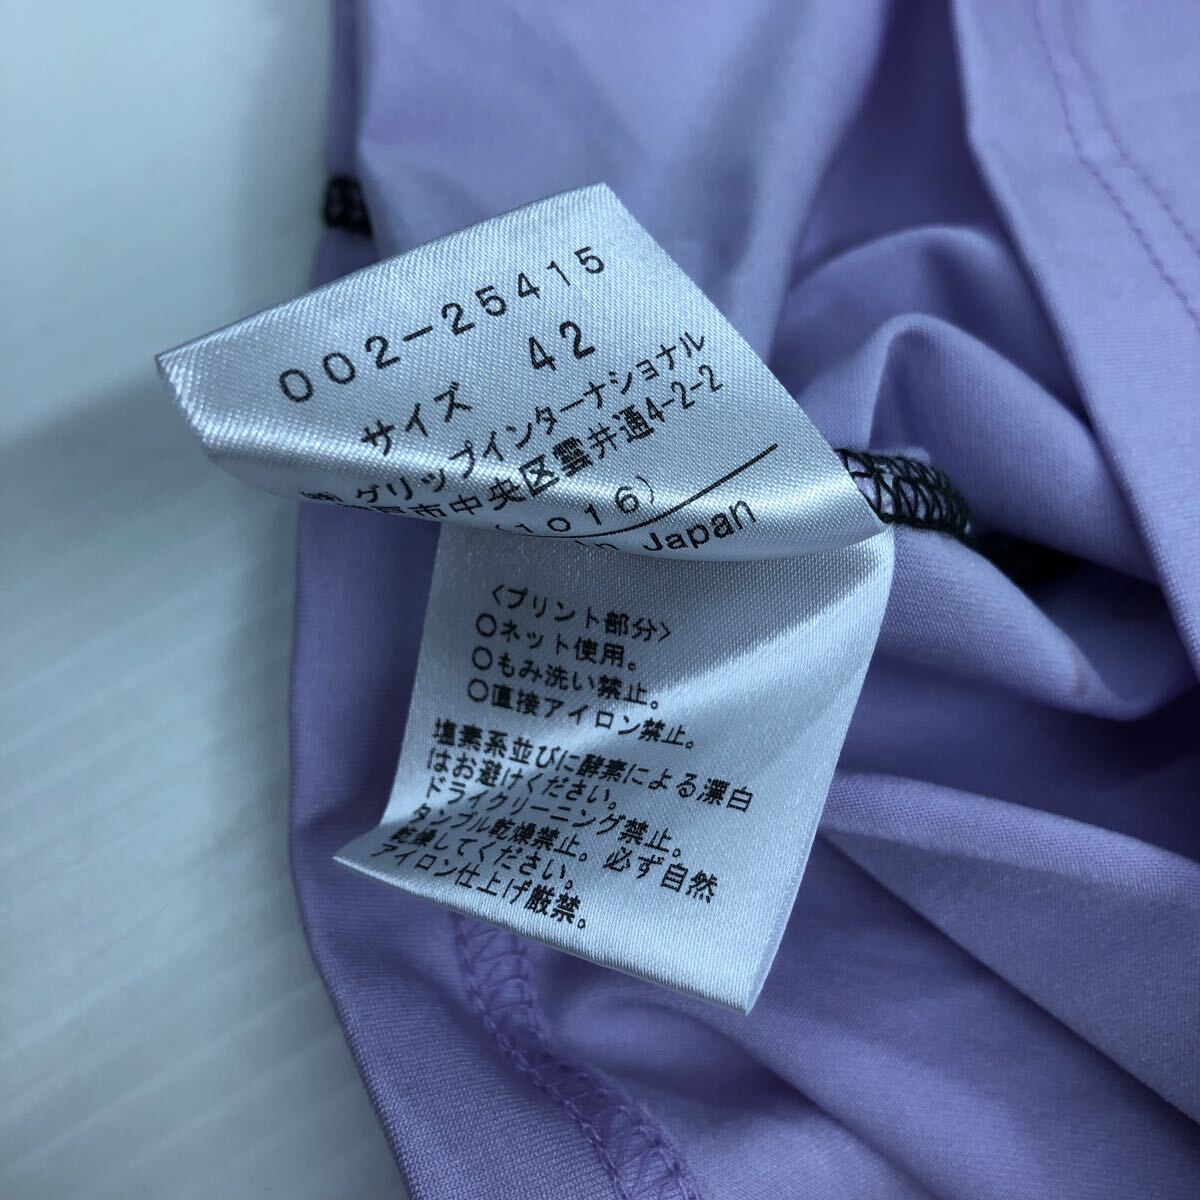 002-25415
サイズ 42
㈱グリップインターナショナル
戸市中央区雲井通4-2-2
(1016)
in Japan
<プリント部分>
○ネット使用。
○もみ洗い禁止。
○直接アイロン禁止。
塩素系並びに酵素による漂白
はお避けください。
ドライクリーニング禁止。
タンブル乾燥禁止。必ず自然
乾燥してください。
アイロン仕上げ厳禁。